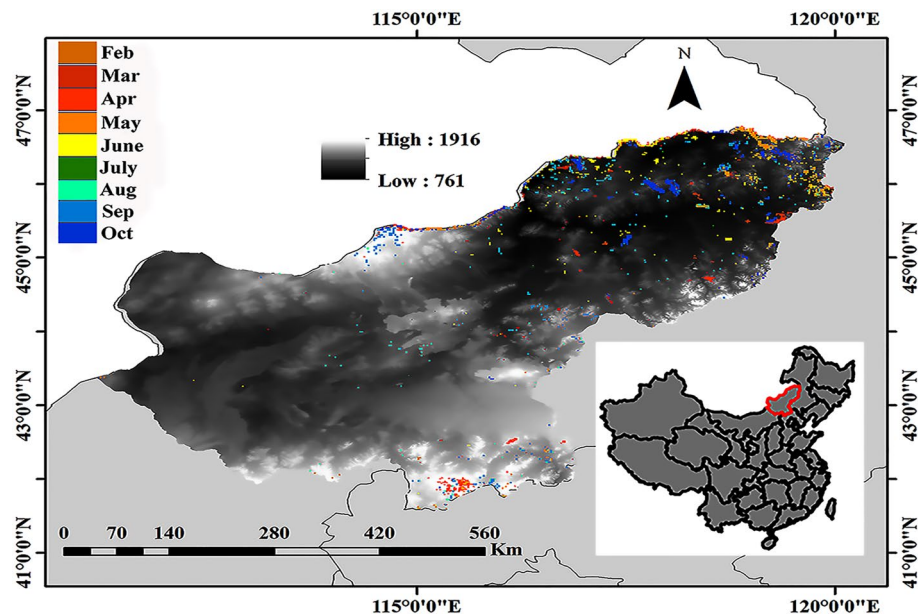 115°0'0"E 120°0'0"E
Feb
Mar
Apr
May
June
July
Aug
Sep
Oct
N
High : 1916
Low : 761
47°0'0"N
45°0'0"N
43°0'0"N
41°0'0"N
47°0'0"N
45°0'0"N
43°0'0"N
41°0'0"N
0 70 140 280 420 560
Km
115°0'0"E 120°0'0"E